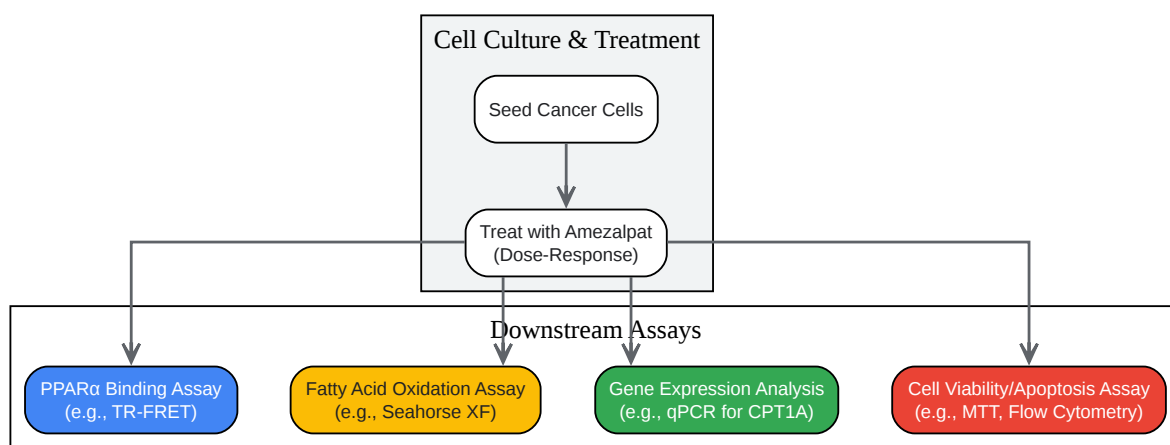 Cell Culture & Treatment
Seed Cancer Cells
Treat with Amezalpat
(Dose-Response)
Downstream Assays
PPARα Binding Assay
(e.g., TR-FRET)
Fatty Acid Oxidation Assay
(e.g., Seahorse XF)
Gene Expression Analysis
(e.g., qPCR for CPT1A)
Cell Viability/Apoptosis Assay
(e.g., MTT, Flow Cytometry)